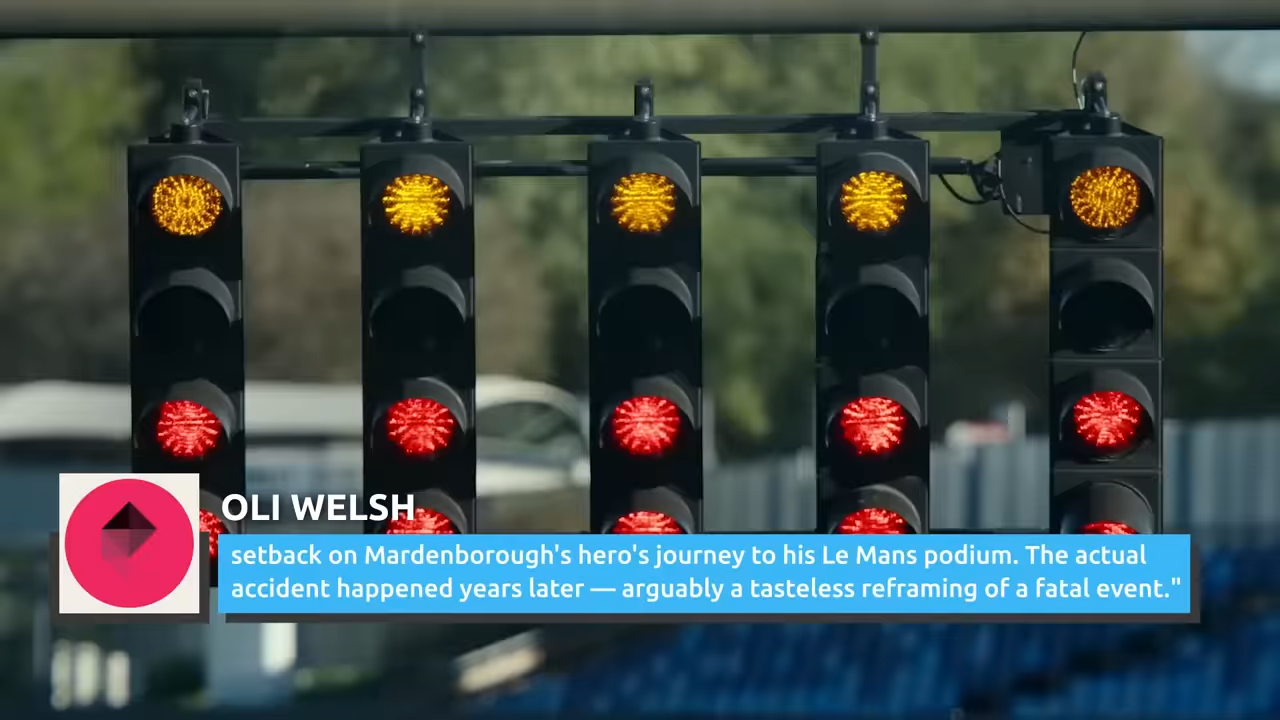 OLI WELSH
setback on Mardenborough's hero's journey to his Le Mans podium. The actual
accident happened years later — arguably a tasteless reframing of a fatal event."